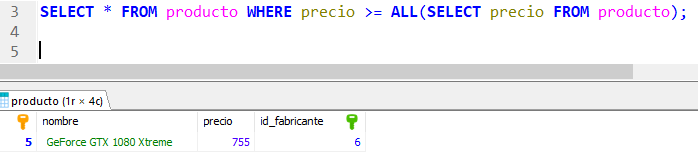 3 SELECT * FROM producto WHERE precio >= ALL(SELECT precio FROM producto);
4
5
producto (1r × 4c)
nombre precio id_fabricante
5 GeForce GTX 1080 Xtreme 755 6